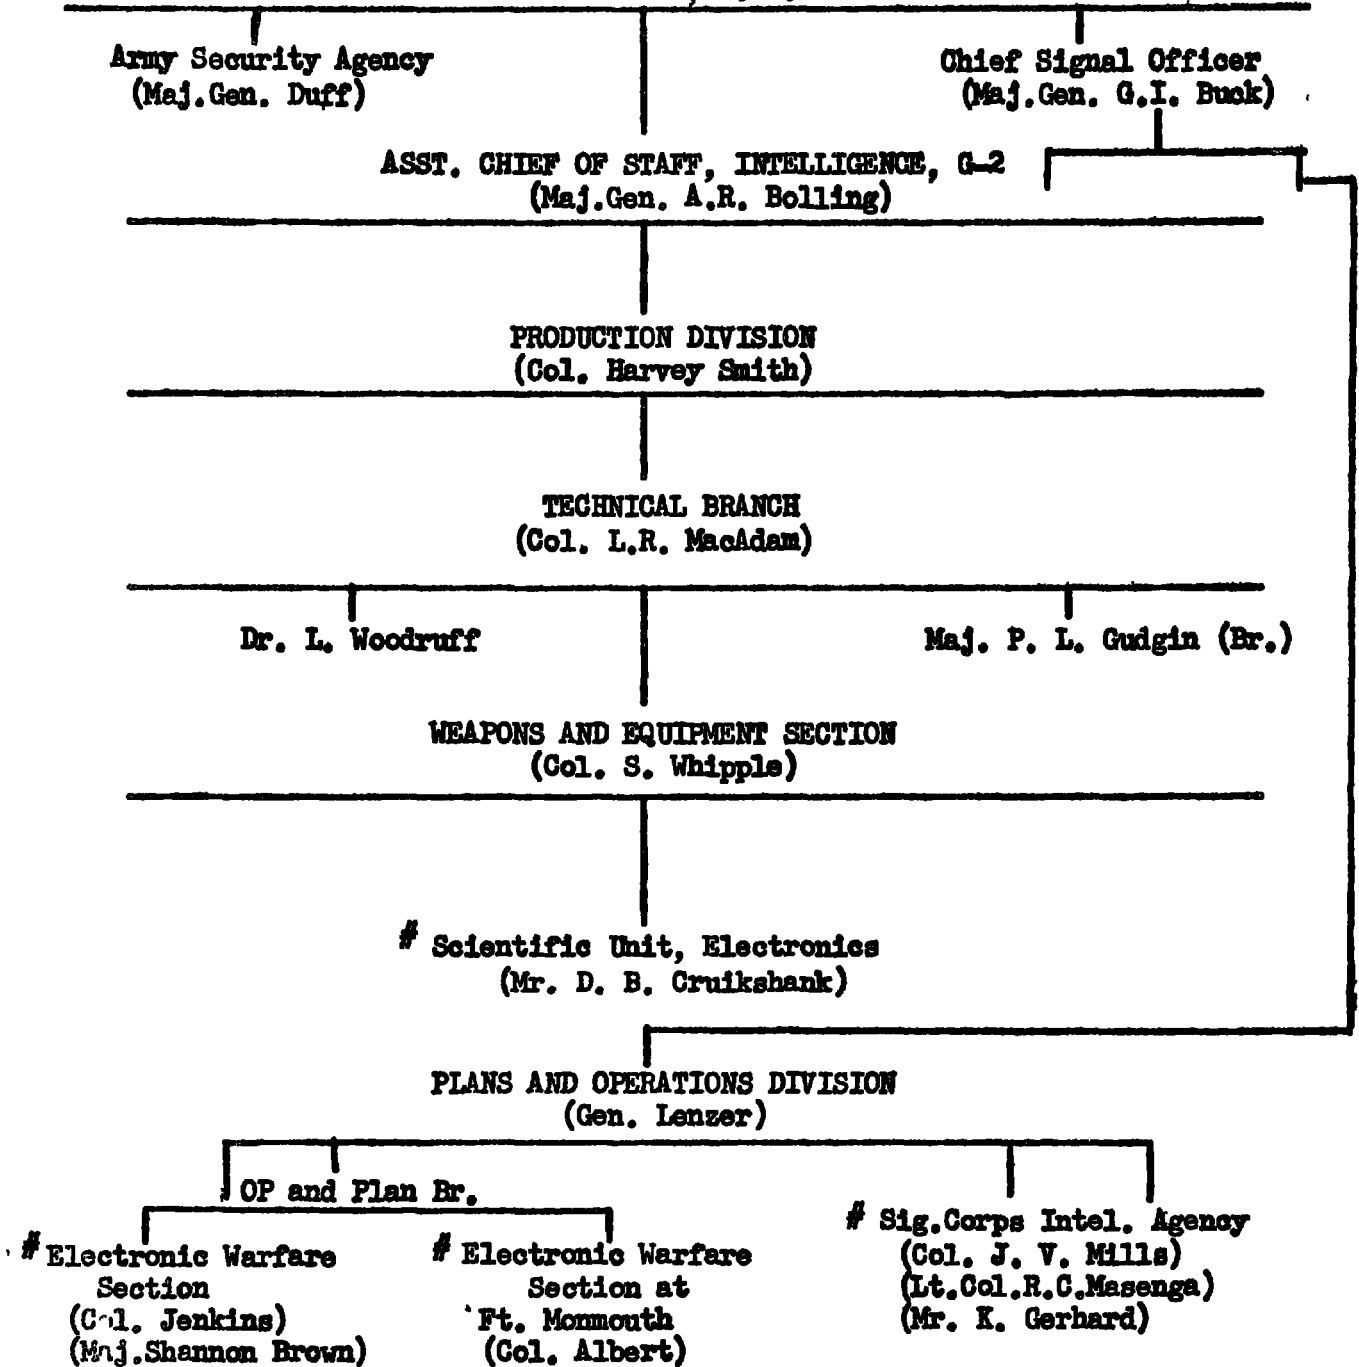 Army Security Agency
(Maj.Gen. Duff)
Chief Signal Officer
(Maj.Gen. G.I. Back)
ASST. CHIEF OF STAFF, INTELLIGENCE, G-2
(Maj.Gen. A.R. Bolling)
PRODUCTION DIVISION
(Col. Harvey Smith)
TECHNICAL BRANCH
(Col. L.R. MacAdam)
Dr. L. Woodruff
Maj. P. L. Gudgin (Br.)
WEAPONS AND EQUIPMENT SECTION
(Col. S. Whipple)
# Scientific Unit, Electronics
(Mr. D. B. Cruikshank)
PLANS AND OPERATIONS DIVISION
(Gen. Lenzer)
OP and Plan Br.
# Electronic Warfare
Section
(Col. Jenkins)
(Maj.Shannon Brown)
# Electronic Warfare
Section at
Ft. Monmouth
(Col. Albert)
# Sig.Corps Intel. Agency
(Col. J. V. Mills)
(Lt.Col.R.C.Masenga)
(Mr. K. Gerhard)